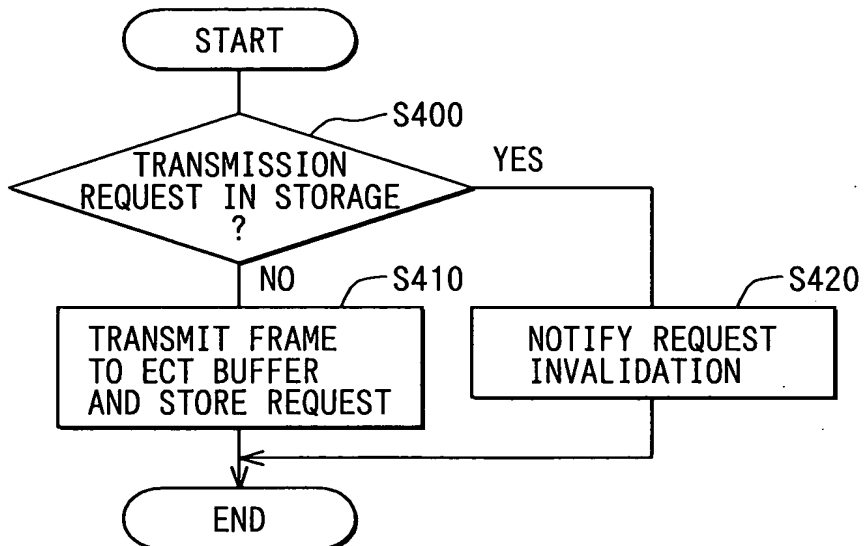 START
S400
TRANSMISSION
REQUEST IN STORAGE
?
YES
NO
S410
TRANSMIT FRAME
TO ECT BUFFER
AND STORE REQUEST
S420
NOTIFY REQUEST
INVALIDATION
END